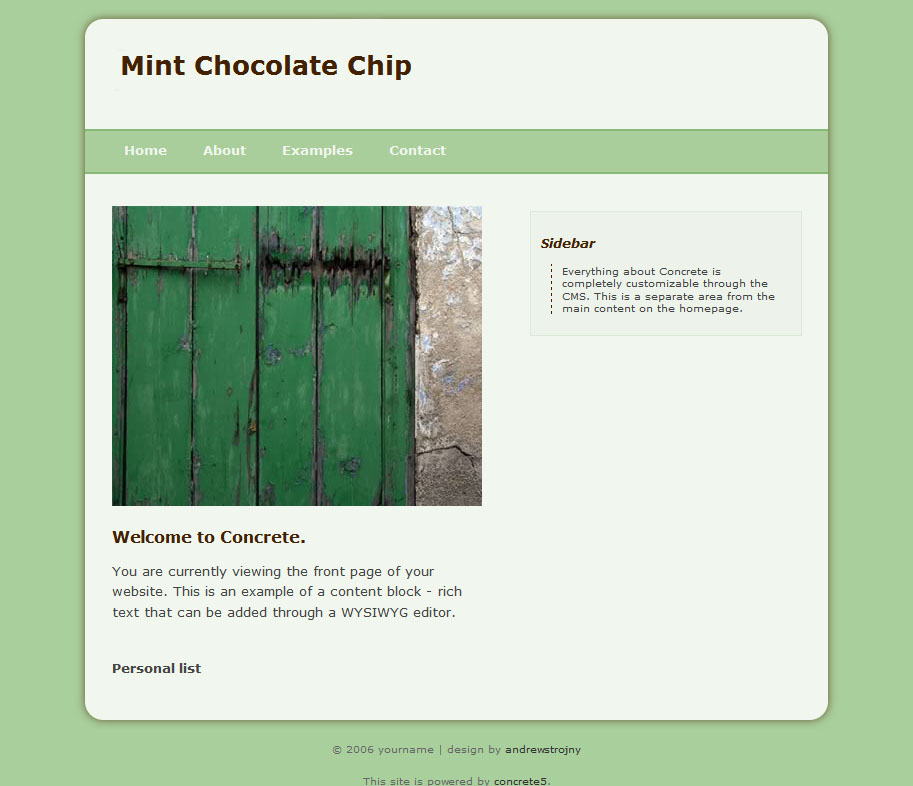 Mint Chocolate Chip
Home About Examples Contact
Sidebar
Everything about Concrete is
completely customizable through the
CMS. This is a separate area from the
main content on the homepage.
Welcome to Concrete.
You are currently viewing the front page of your
website. This is an example of a content block - rich
text that can be added through a WYSIWYG editor.
Personal list
© 2006 yourname | design by andrewstrojny
This site is powered by concrete5.